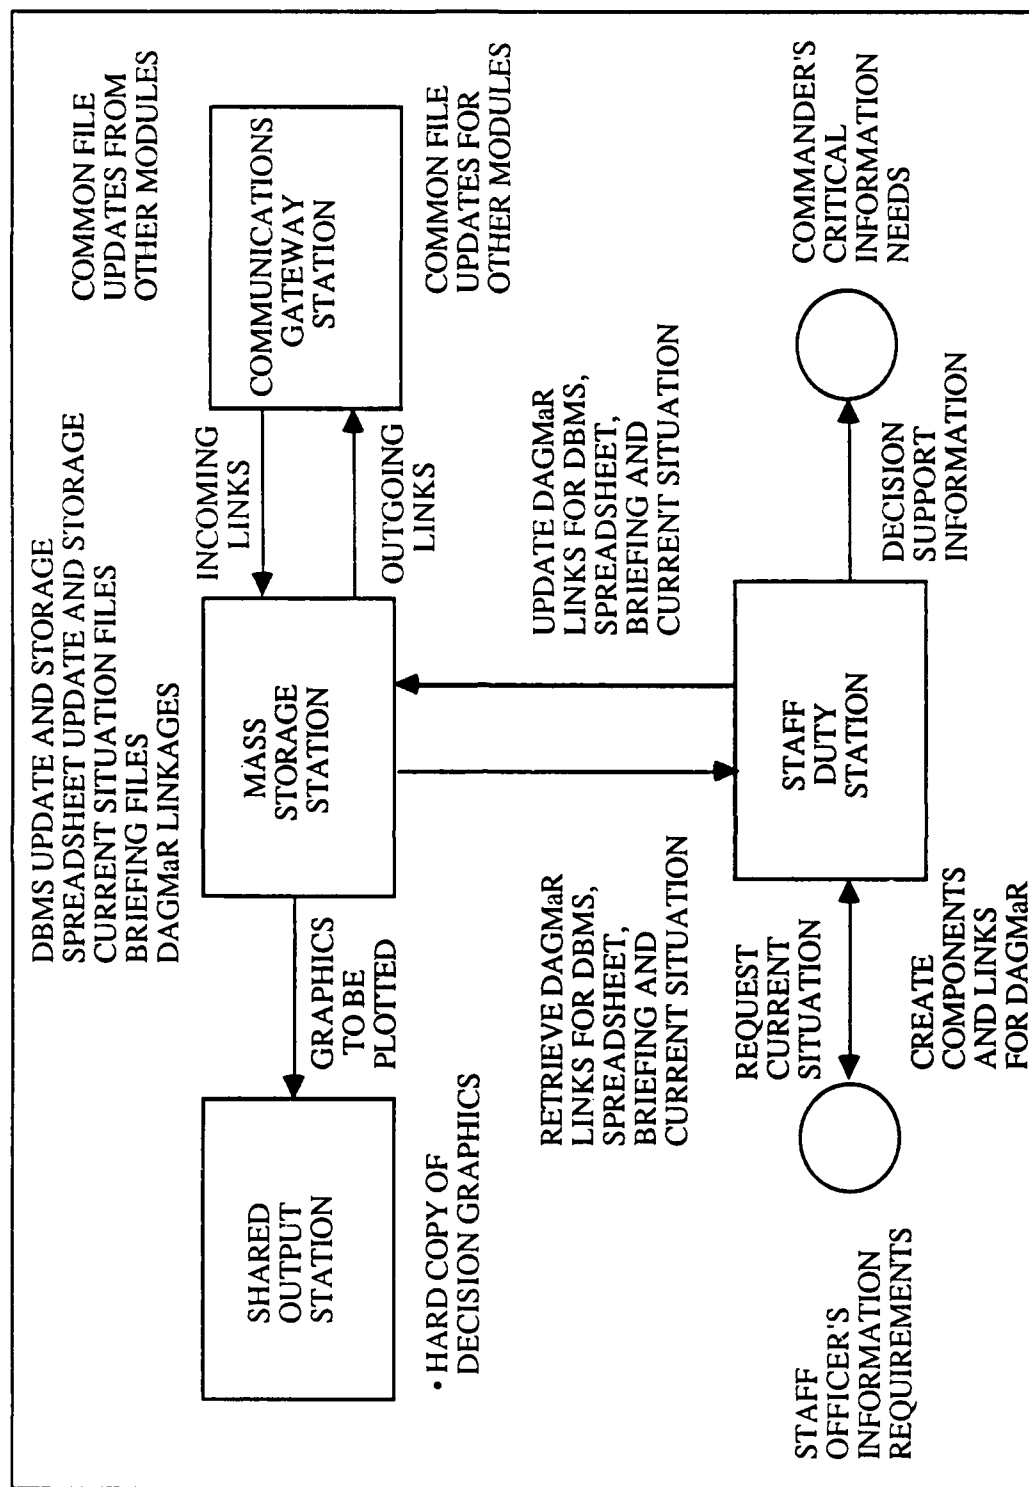 DBMS UPDATE AND STORAGE
SPREADSHEET UPDATE AND STORAGE
CURRENT SITUATION FILES
BRIEFING FILES
DAGMaR LINKAGES
COMMON FILE
UPDATES FROM
OTHER MODULES
SHARED
OUTPUT
STATION
GRAPHICS
TO BE
PLOTTED
MASS
STORAGE
STATION
INCOMING
LINKS
OUTGOING
LINKS
COMMUNICATIONS
GATEWAY
STATION
• HARD COPY OF
DECISION GRAPHICS
COMMON FILE
UPDATES FOR
OTHER MODULES
RETRIEVE DAGMaR
LINKS FOR DBMS,
SPREADSHEET,
BRIEFING AND
CURRENT SITUATION
UPDATE DAGMaR
LINKS FOR DBMS,
SPREADSHEET,
BRIEFING AND
CURRENT SITUATION
STAFF
OFFICER'S
INFORMATION
REQUIREMENTS
REQUEST
CURRENT
SITUATION
CREATE
COMPONENTS
AND LINKS
FOR DAGMaR
STAFF
DUTY
STATION
DECISION
SUPPORT
INFORMATION
COMMANDER'S
CRITICAL
INFORMATION
NEEDS